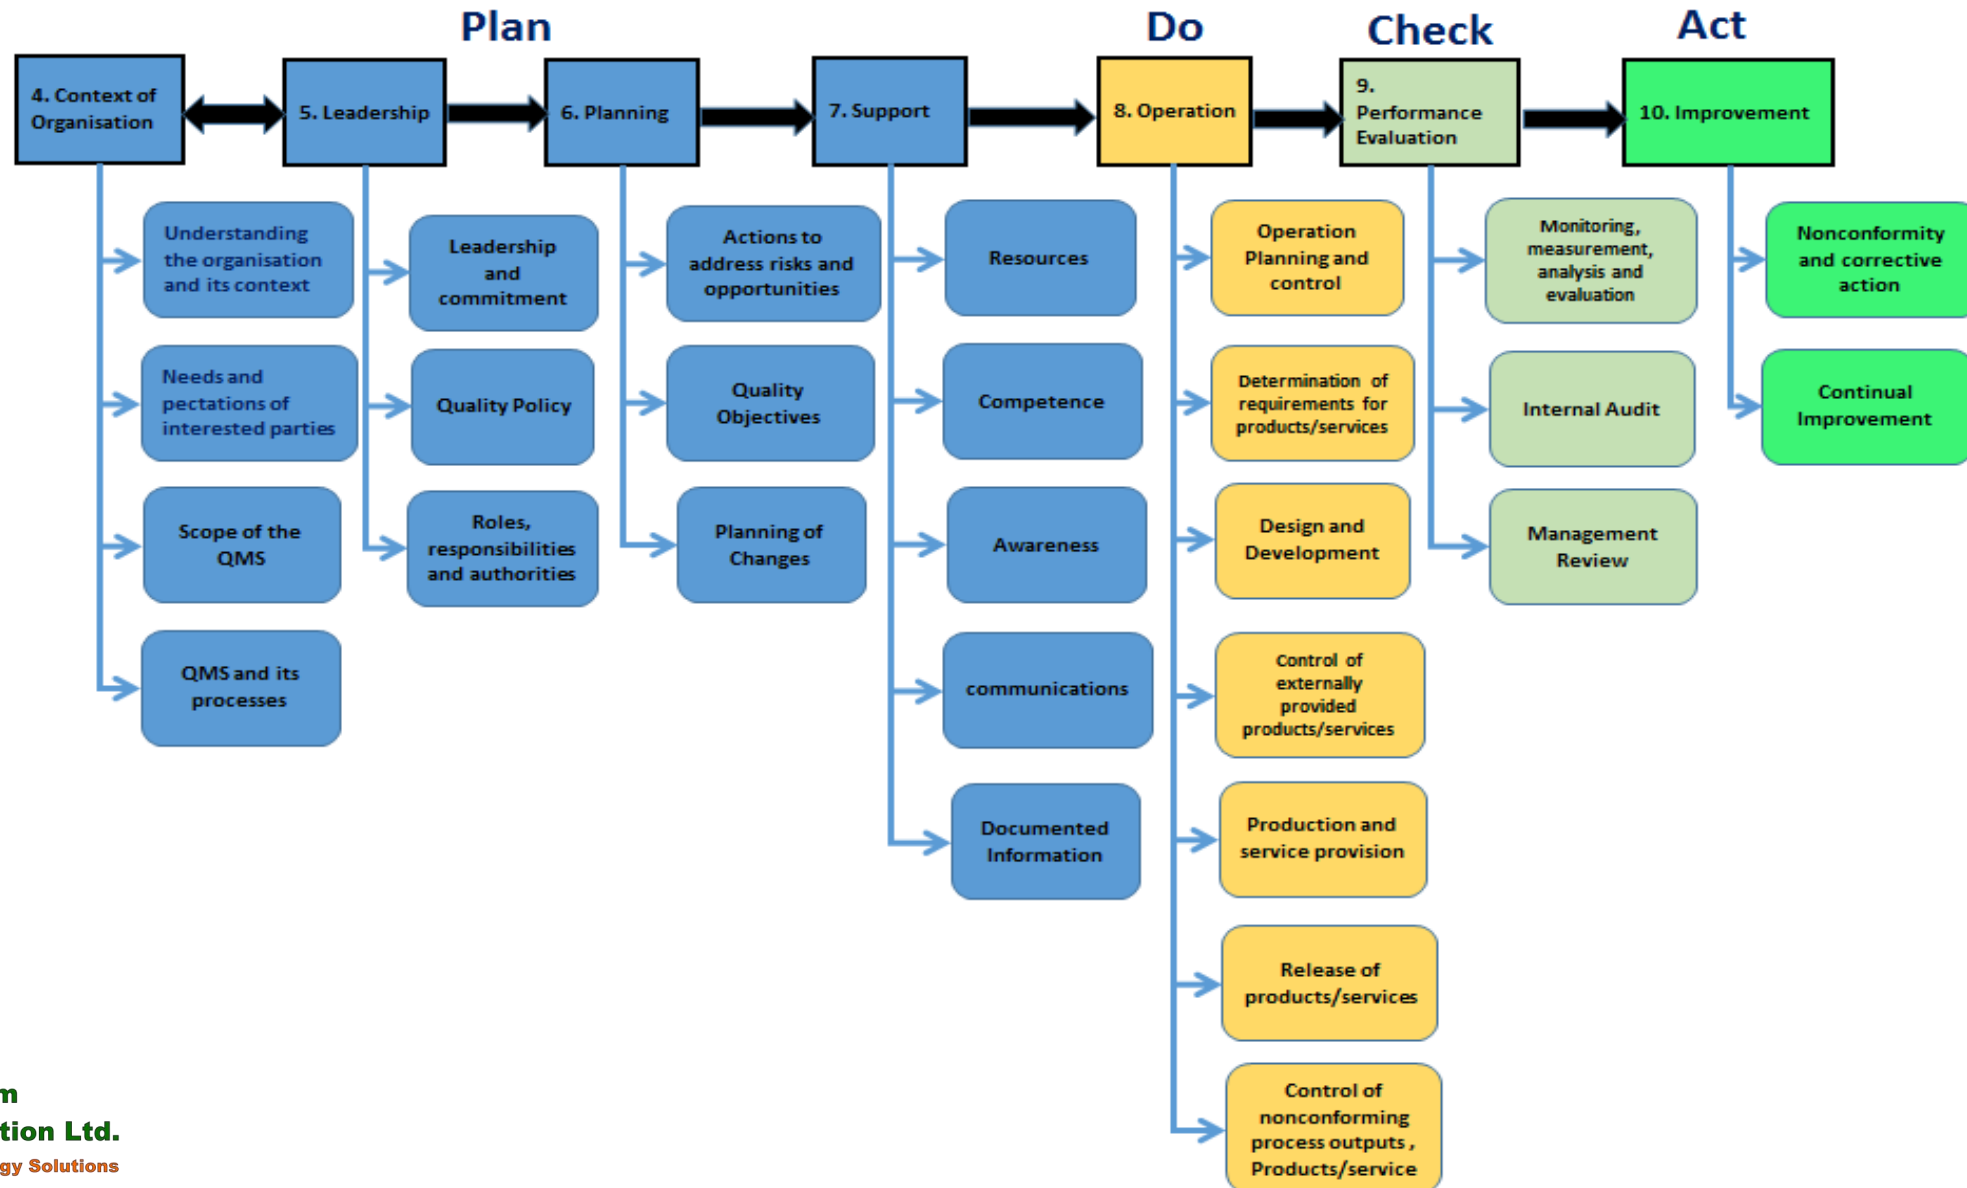 Plan
Do
Check
Act
4. Context of
Organisation
5. Leadership
6. Planning
7. Support
8. Operation
9.
Performance
Evaluation
10. Improvement
Understanding
the organisation
and its context
Needs and
pectations of
interested parties
Scope of the
QMS
QMS and its
processes
Leadership
and
commitment
Quality Policy
Roles,
responsibilities
and authorities
Actions to
address risks and
opportunities
Quality
Objectives
Planning of
Changes
Resources
Competence
Awareness
communications
Documented
Information
Operation
Planning and
control
Determination of
requirements for
products/services
Design and
Development
Control of
externally
provided
products/services
Production and
service provision
Release of
products/services
Control of
nonconforming
process outputs ,
Products/service
Monitoring,
measurement,
analysis and
evaluation
Internal Audit
Management
Review
Nonconformity
and corrective
action
Continual
Improvement
m
tion Ltd.
gy Solutions